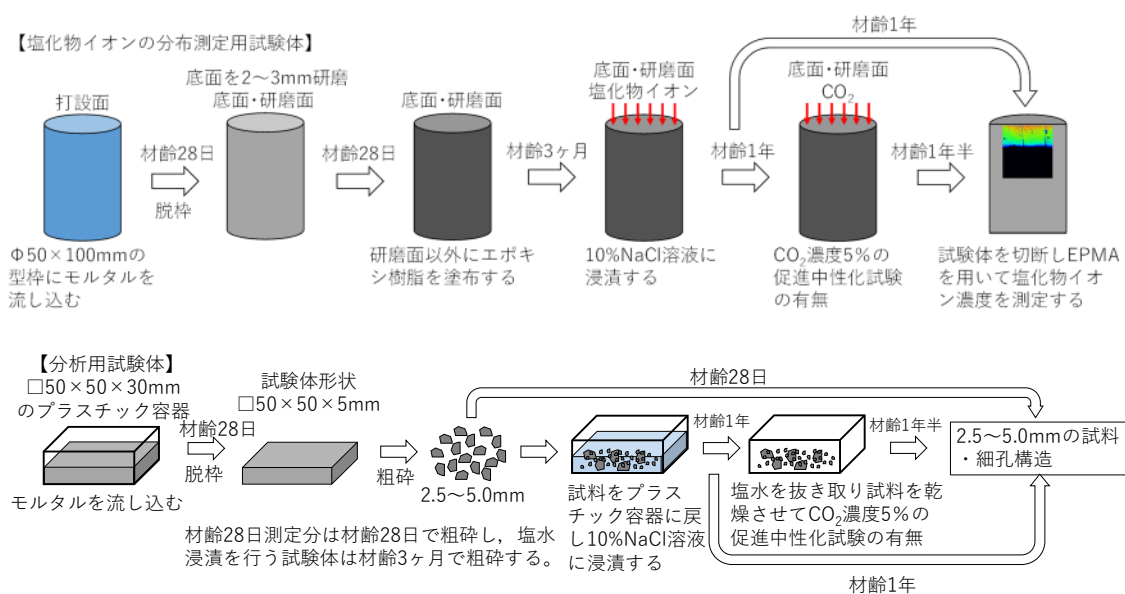 【塩化物イオンの分布測定用試験体】
材齢1年
底面を2～3mm研磨
打設面
底面・研磨面
底面・研磨面
底面・研磨面
塩化物イオン
底面・研磨面
CO₂
材齢28日
脱枠
材齢28日
材齢3ヶ月
材齢1年
材齢1年半
Φ50×100mmの
型枠にモルタルを
流し込む
研磨面以外にエポキ
シ樹脂を塗布する
10%NaCl溶液に
浸漬する
CO₂濃度5%の
促進中性化試験
の有無
試験体を切断しEPMA
を用いて塩化物イオ
ン濃度を測定する
【分析用試験体】
□50×50×30mm
のプラスチック容器
モルタルを流し込む
材齢28日
脱枠
試験体形状
□50×50×5mm
粗砕
2.5～5.0mm
材齢28日
材齢1年
材齢1年半
2.5～5.0mmの試料
・細孔構造
材齢28日測定分は材齢28日で粗砕し，塩水
浸漬を行う試験体は材齢3ヶ月で粗砕する。
試料をプラス
チック容器に戻
し10%NaCl溶液
に浸漬する
塩水を抜き取り試料を乾
燥させてCO₂濃度5%の
促進中性化試験の有無
材齢1年